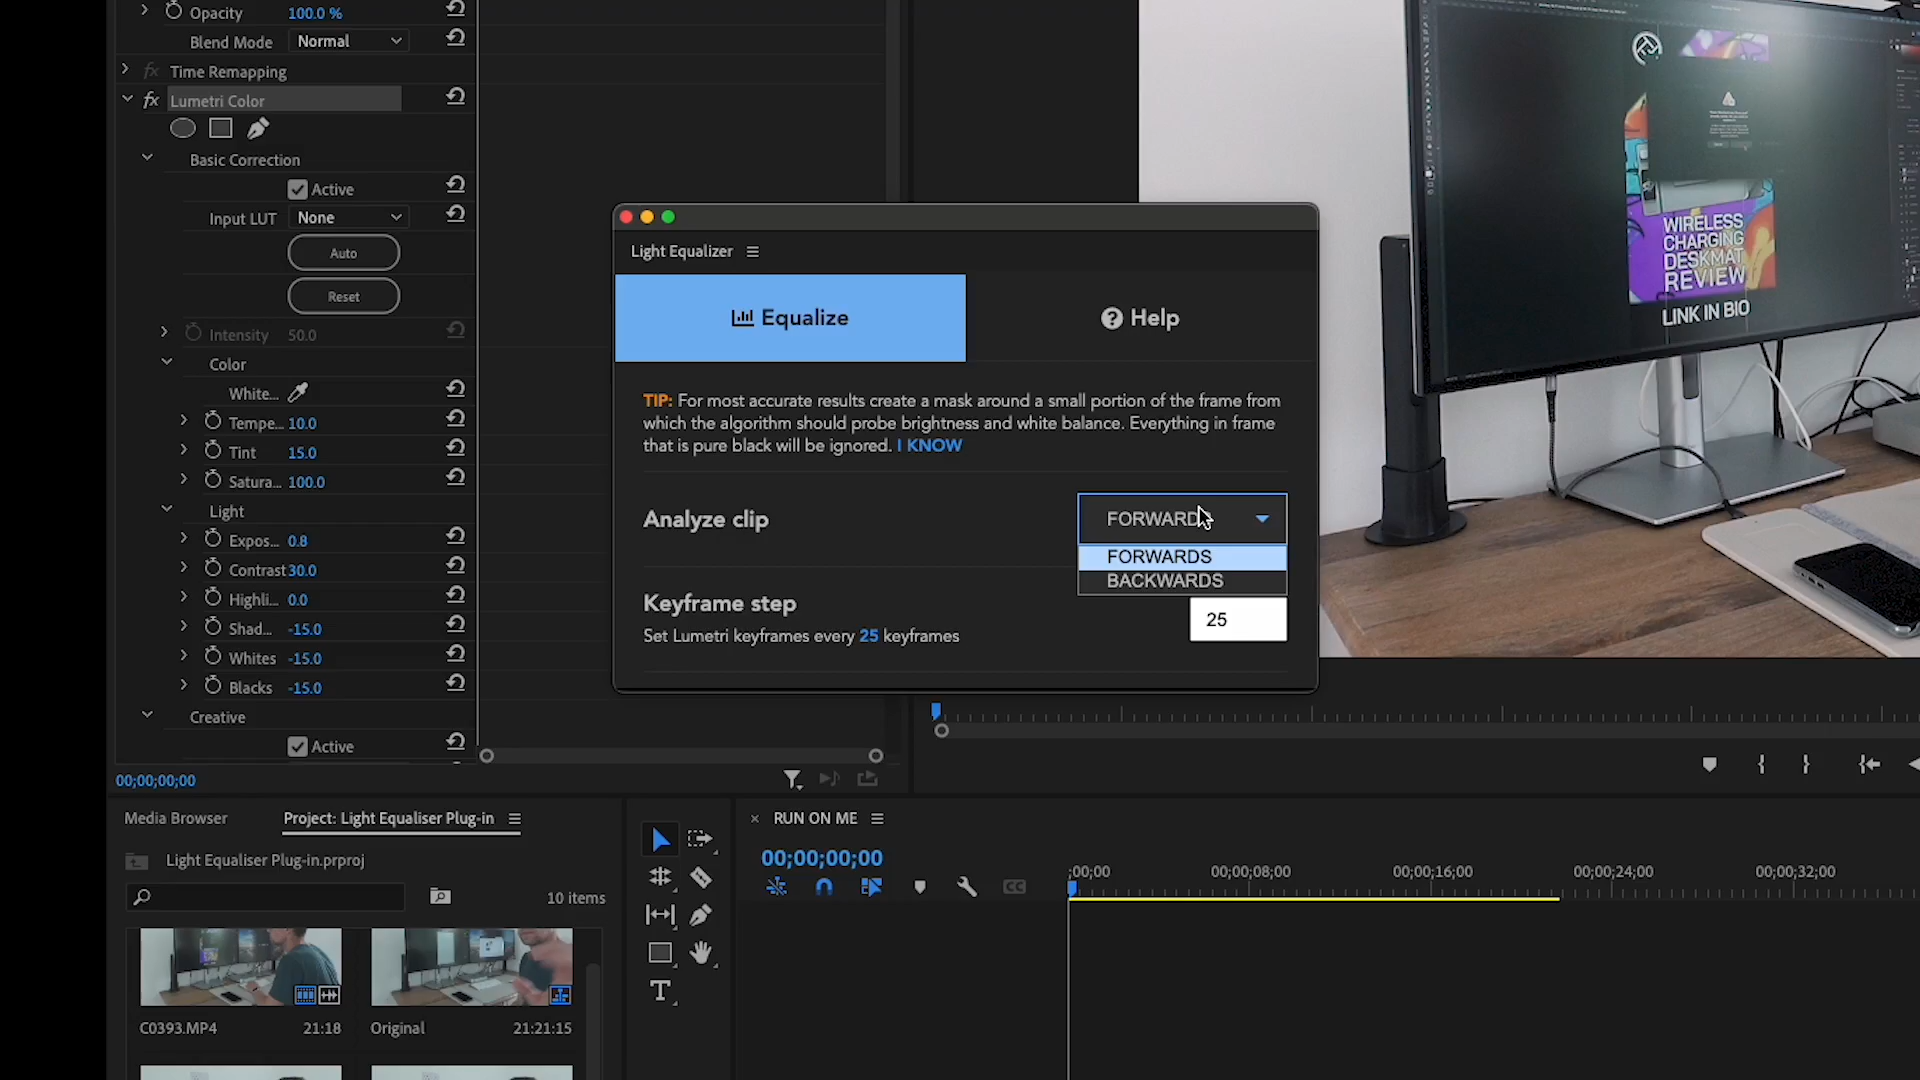 Opacity 100.0 %
Blend Mode Normal
fx Time Remapping
fx Lumetri Color
Basic Correction
Active
Input LUT None
Auto
Reset
Intensity 50.0
Color
White...
Tempe... 10.0
Tint 15.0
Satura... 100.0
Light
Expos... 0.8
Contrast 30.0
Highli... 0.0
Shad... -15.0
Whites -15.0
Blacks -15.0
Creative
Active
00;00;00;00
Light Equalizer
Equalize
Help
TIP: For most accurate results create a mask around a small portion of the frame from
which the algorithm should probe brightness and white balance. Everything in frame
that is pure black will be ignored. I KNOW
Analyze clip
FORWARDS
FORWARDS
BACKWARDS
Keyframe step
25
Set Lumetri keyframes every 25 keyframes
WIRELESS
CHARGING
DESKMAT
REVIEW
LINK IN BIO
Media Browser
Project: Light Equaliser Plug-in
Light Equaliser Plug-in.prproj
10 items
C0393.MP4 21:18
Original 21:21:15
T
× RUN ON ME
00;00;00;00
CC
;00;00
00;00;08;00
00;00;16;00
00;00;24;00
00;00;32;00